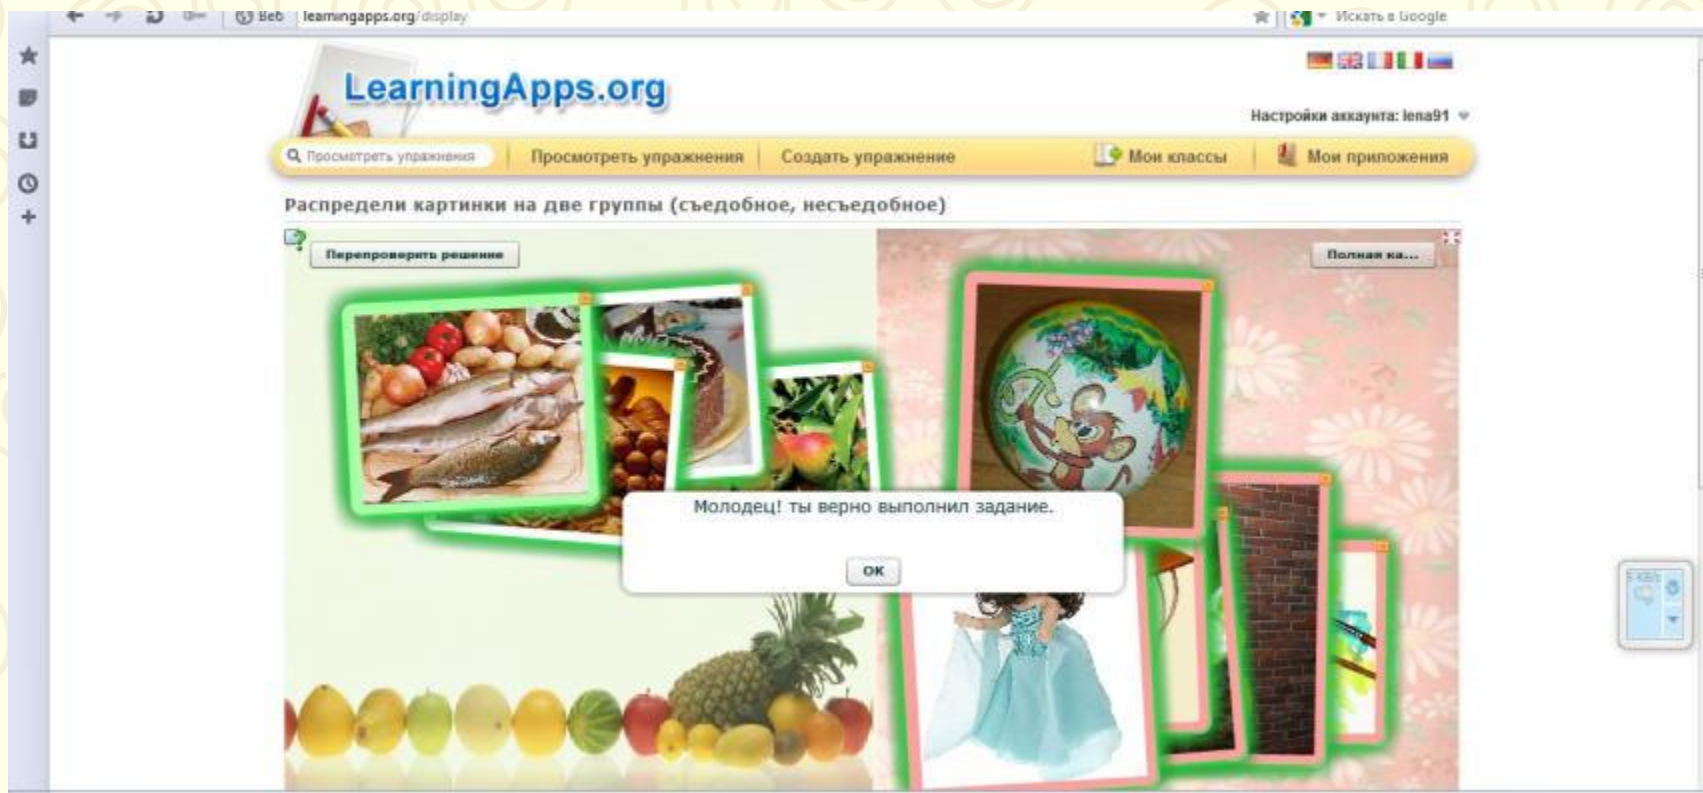 Веб learningapps.org/display
Искать в Google
LearningApps.org
Настройки аккаунта: lena91
Просмотреть упражнения Просмотреть упражнения Создать упражнение Мои классы Мои приложения
Распредели картинки на две группы (съедобное, несъедобное)
Перепроверить решение Полная ка...
Молодец! ты верно выполнил задание.
ОК